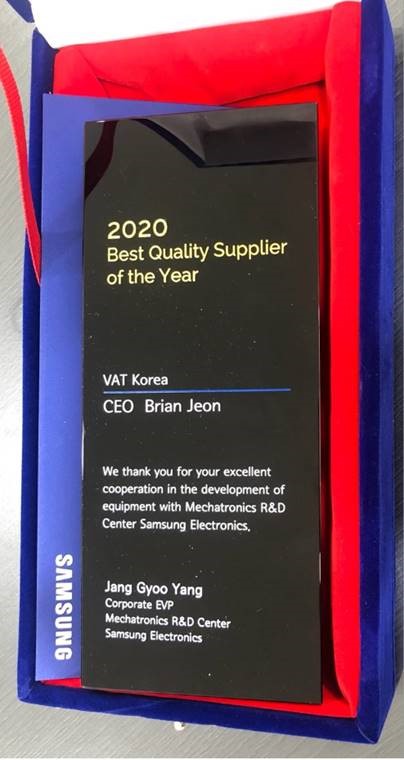 2020
Best Quality Supplier
of the Year
VAT Korea
CEO Brian Jeon
We thank you for your excellent
cooperation in the development of
equipment with Mechatronics R&D
Center Samsung Electronics.
Jang Gyoo Yang
Corporate EVP
Mechatronics R&D Center
Samsung Electronics
SAMSUNG